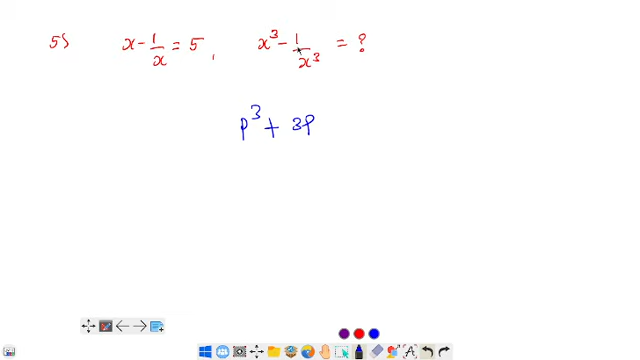 55) x - 1/x = 5, x³ - 1/x³ = ?
p³ + 3p